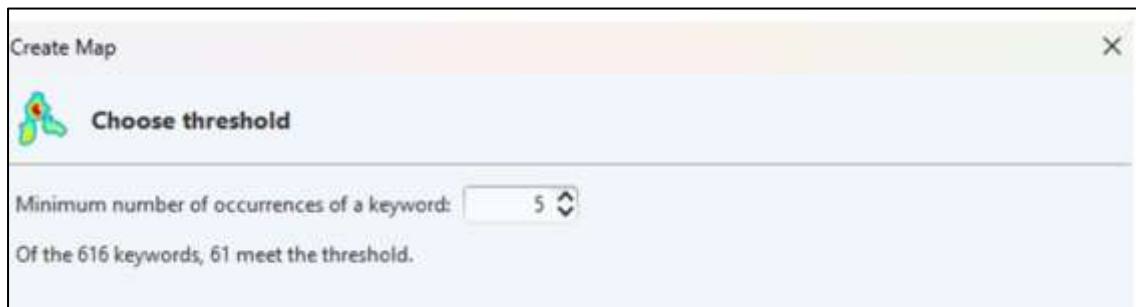 Create Map
Choose threshold
Minimum number of occurrences of a keyword: 5
Of the 616 keywords, 61 meet the threshold.